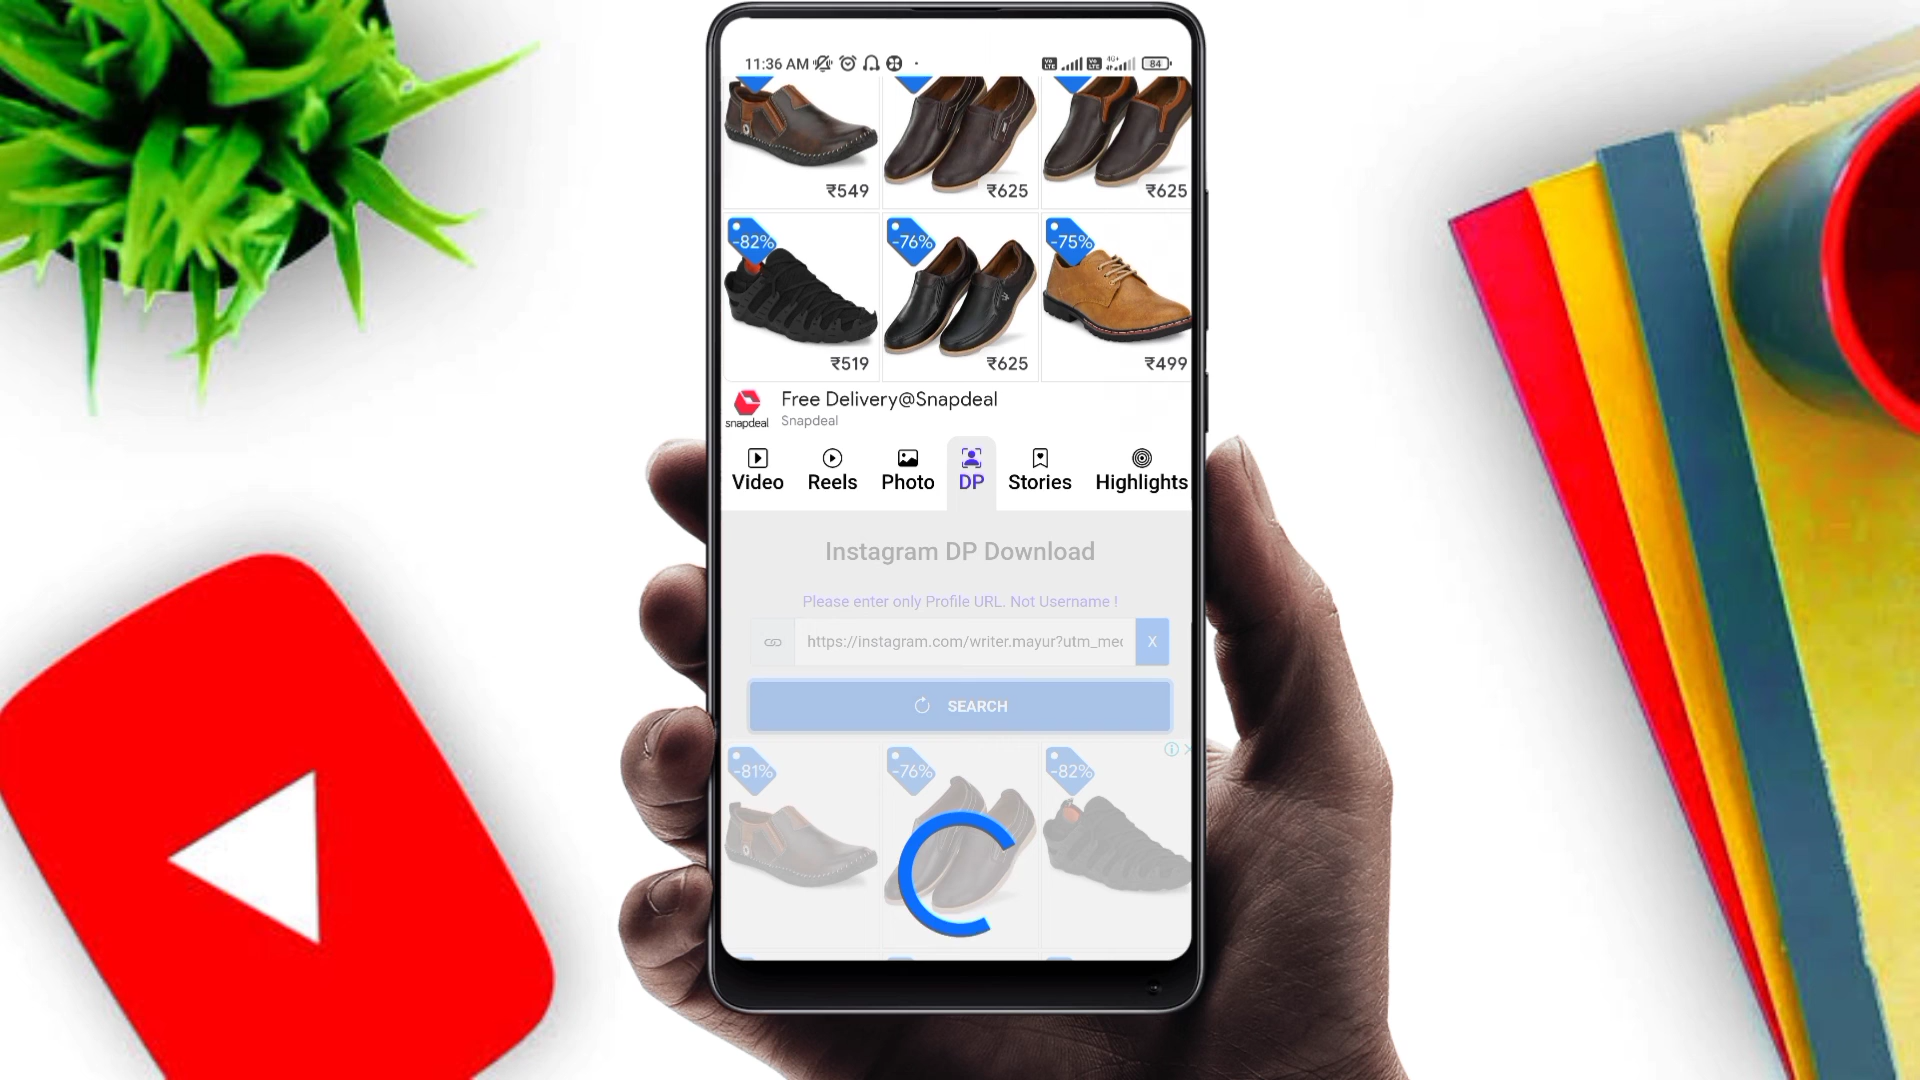 11:36 AM 84
₹549 ₹625 ₹625
-82% -76% -75%
₹519 ₹625 ₹499
Free Delivery@Snapdeal
snapdeal Snapdeal
Video Reels Photo DP Stories Highlights
Instagram DP Download
Please enter only Profile URL. Not Username !
https://instagram.com/writer.mayur?utm_med X
SEARCH
-81% -76% -82%